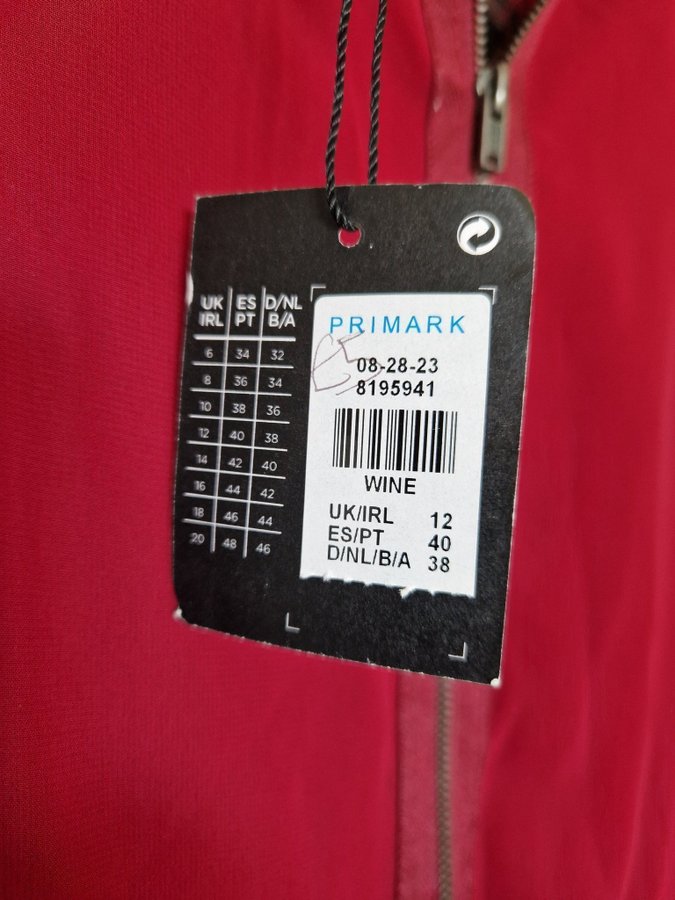 UK IRL ES PT D/NL B/A
6 34 32
8 36 34
10 38 36
12 40 38
14 42 40
16 44 42
18 46 44
20 48 46
PRIMARK
08-28-23
8195941
WINE
UK/IRL 12
ES/PT 40
D/NL/B/A 38